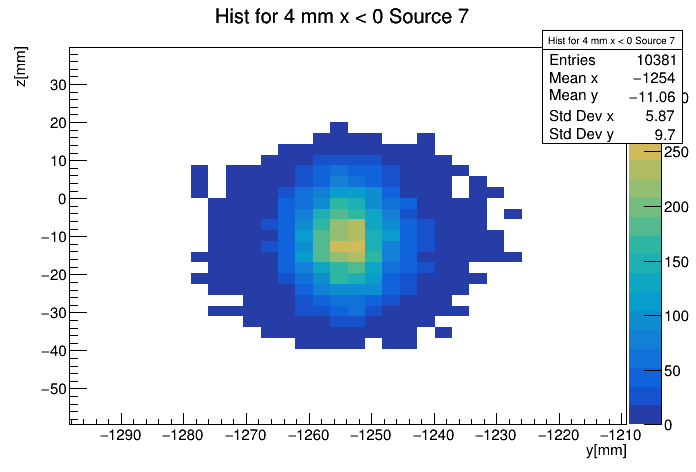 Hist for 4 mm x < 0 Source 7
z[mm]
Hist for 4 mm x < 0 Source 7
Entries 10381
Mean x −1254
Mean y −11.06
Std Dev x 5.87
Std Dev y 9.7
30
20
10
0
−10
−20
−30
−40
−50
0
250
200
150
100
50
0
−1290 −1280 −1270 −1260 −1250 −1240 −1230 −1220 −1210
y[mm]